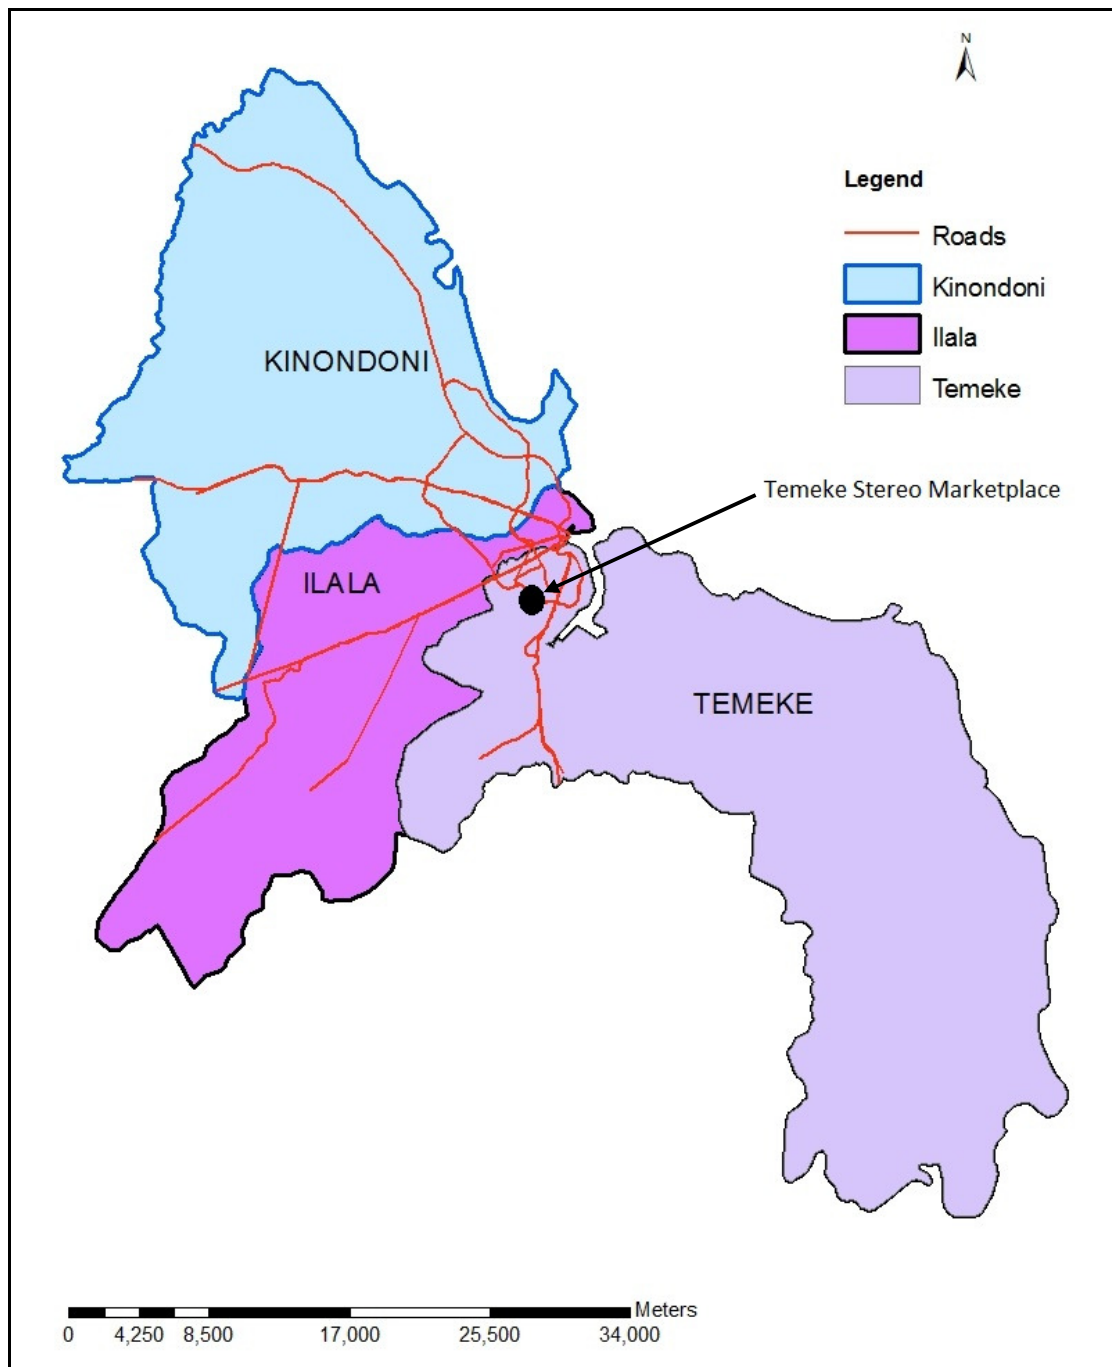 N
Legend
Roads
Kinondoni
Ilala
Temeke
KINONDONI
Temeke Stereo Marketplace
ILALA
TEMEKE
Meters
0 4,250 8,500 17,000 25,500 34,000